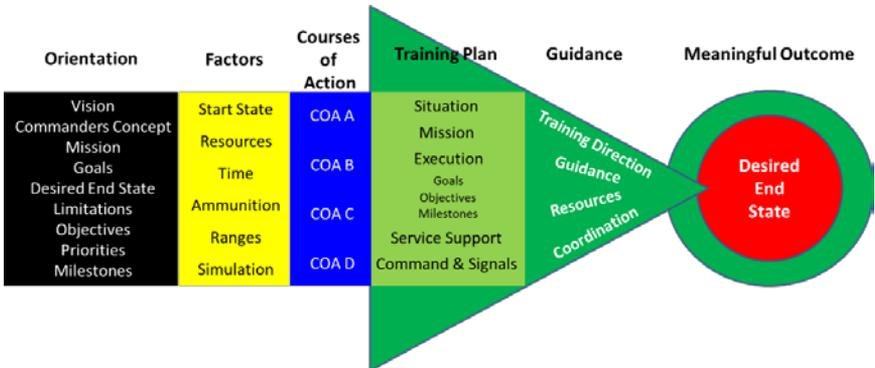 Orientation
Vision
Commanders Concept
Mission
Goals
Desired End State
Limitations
Objectives
Priorities
Milestones
Factors
Start State
Resources
Time
Ammunition
Ranges
Simulation
Courses
of
Action
COA A
COA B
COA C
COA D
Training Plan
Situation
Mission
Execution
Goals
Objectives
Milestones
Service Support
Command & Signals
Guidance
Training Direction
Guidance
Resources
Coordination
Meaningful Outcome
Desired
End
State